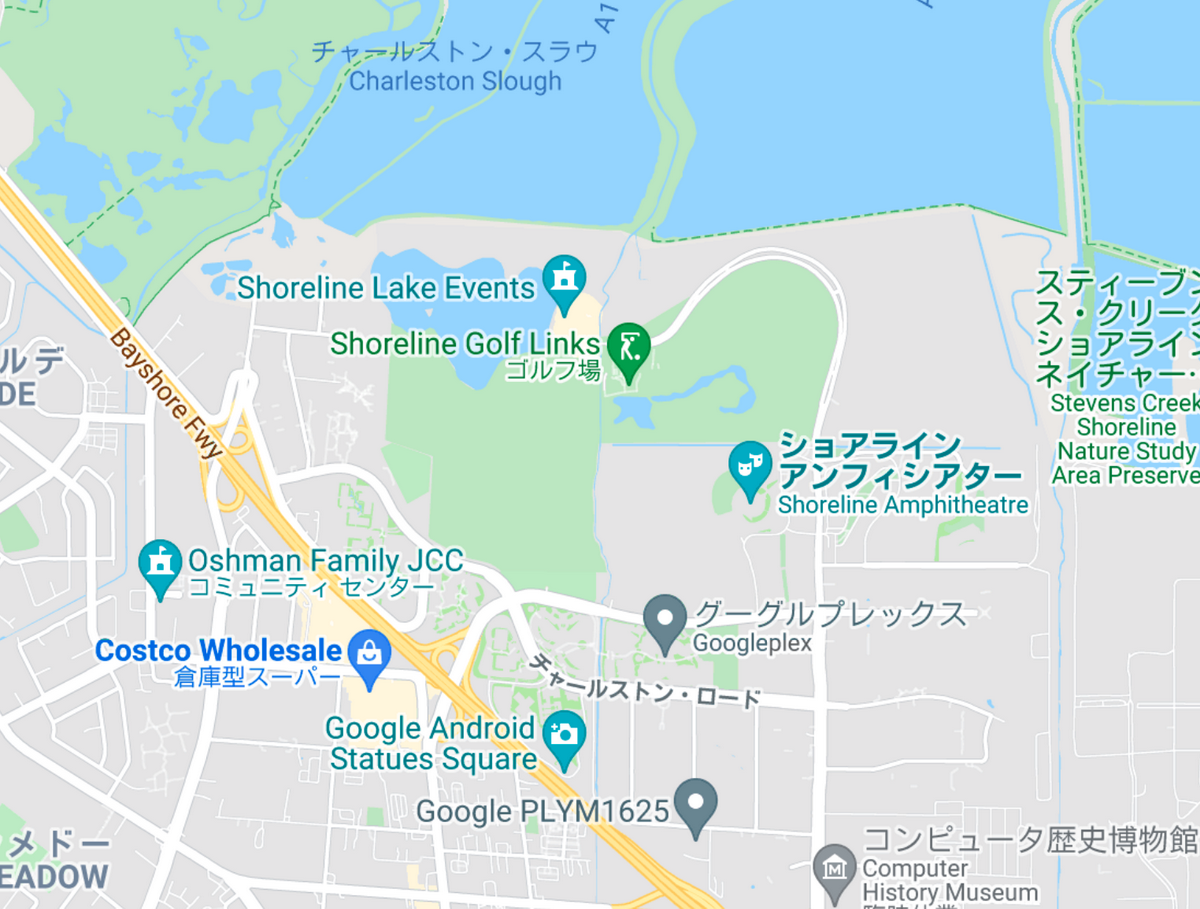 A1
チャールストン・スラウ
Charleston Slough
Shoreline Lake Events
スティーブン
ス・クリーク
ショアライン
ネイチャー・
Stevens Creek
Shoreline
Nature Study
Area Preserve
Shoreline Golf Links
ゴルフ場
Bayshore Fwy
ル デ
DE
ショアライン
アンフィシアター
Shoreline Amphitheatre
Oshman Family JCC
コミュニティ センター
グーグルプレックス
Googleplex
Costco Wholesale
倉庫型スーパー
チャールストン・ロード
Google Android
Statues Square
Google PLYM1625
メドー
EADOW
コンピュータ歴史博物館
Computer
History Museum